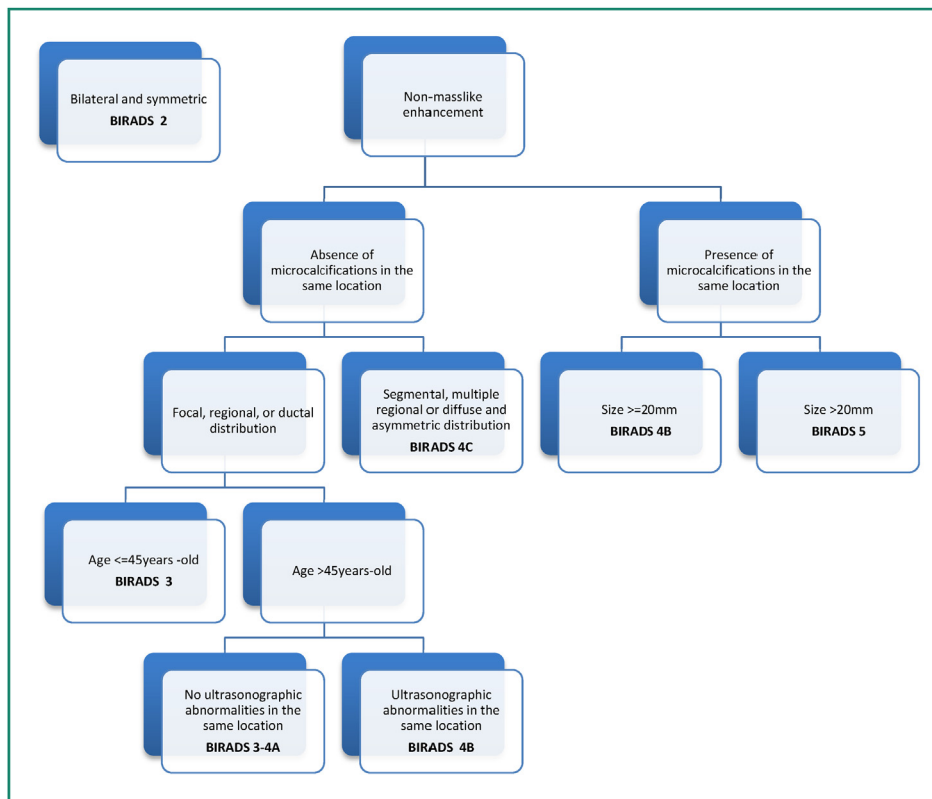 Bilateral and symmetric
BIRADS 2
Non-masslike
enhancement
Absence of
microcalcifications in the
same location
Presence of
microcalcifications in the
same location
Focal, regional, or ductal
distribution
Segmental, multiple
regional or diffuse and
asymmetric distribution
BIRADS 4C
Size >=20mm
BIRADS 4B
Size >20mm
BIRADS 5
Age <=45years -old
BIRADS 3
Age >45years-old
No ultrasonographic
abnormalities in the
same location
BIRADS 3-4A
Ultrasonographic
abnormalities in the
same location
BIRADS 4B